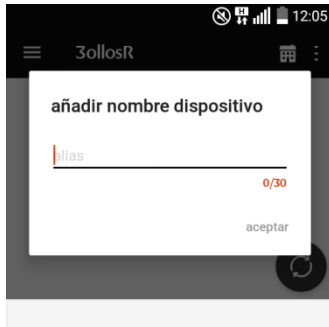 12:05
3ollosR
añadir nombre dispositivo
alias
0/30
aceptar